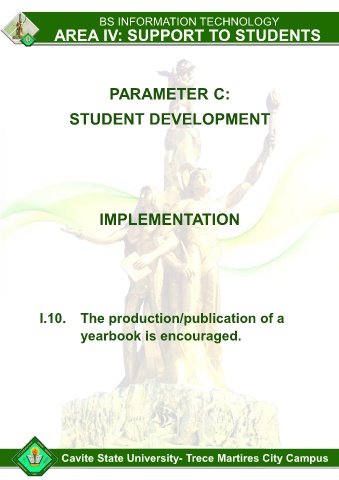 BS INFORMATION TECHNOLOGY
AREA IV: SUPPORT TO STUDENTS
PARAMETER C:
STUDENT DEVELOPMENT
IMPLEMENTATION
I.10. The production/publication of a
yearbook is encouraged.
Cavite State University- Trece Martires City Campus